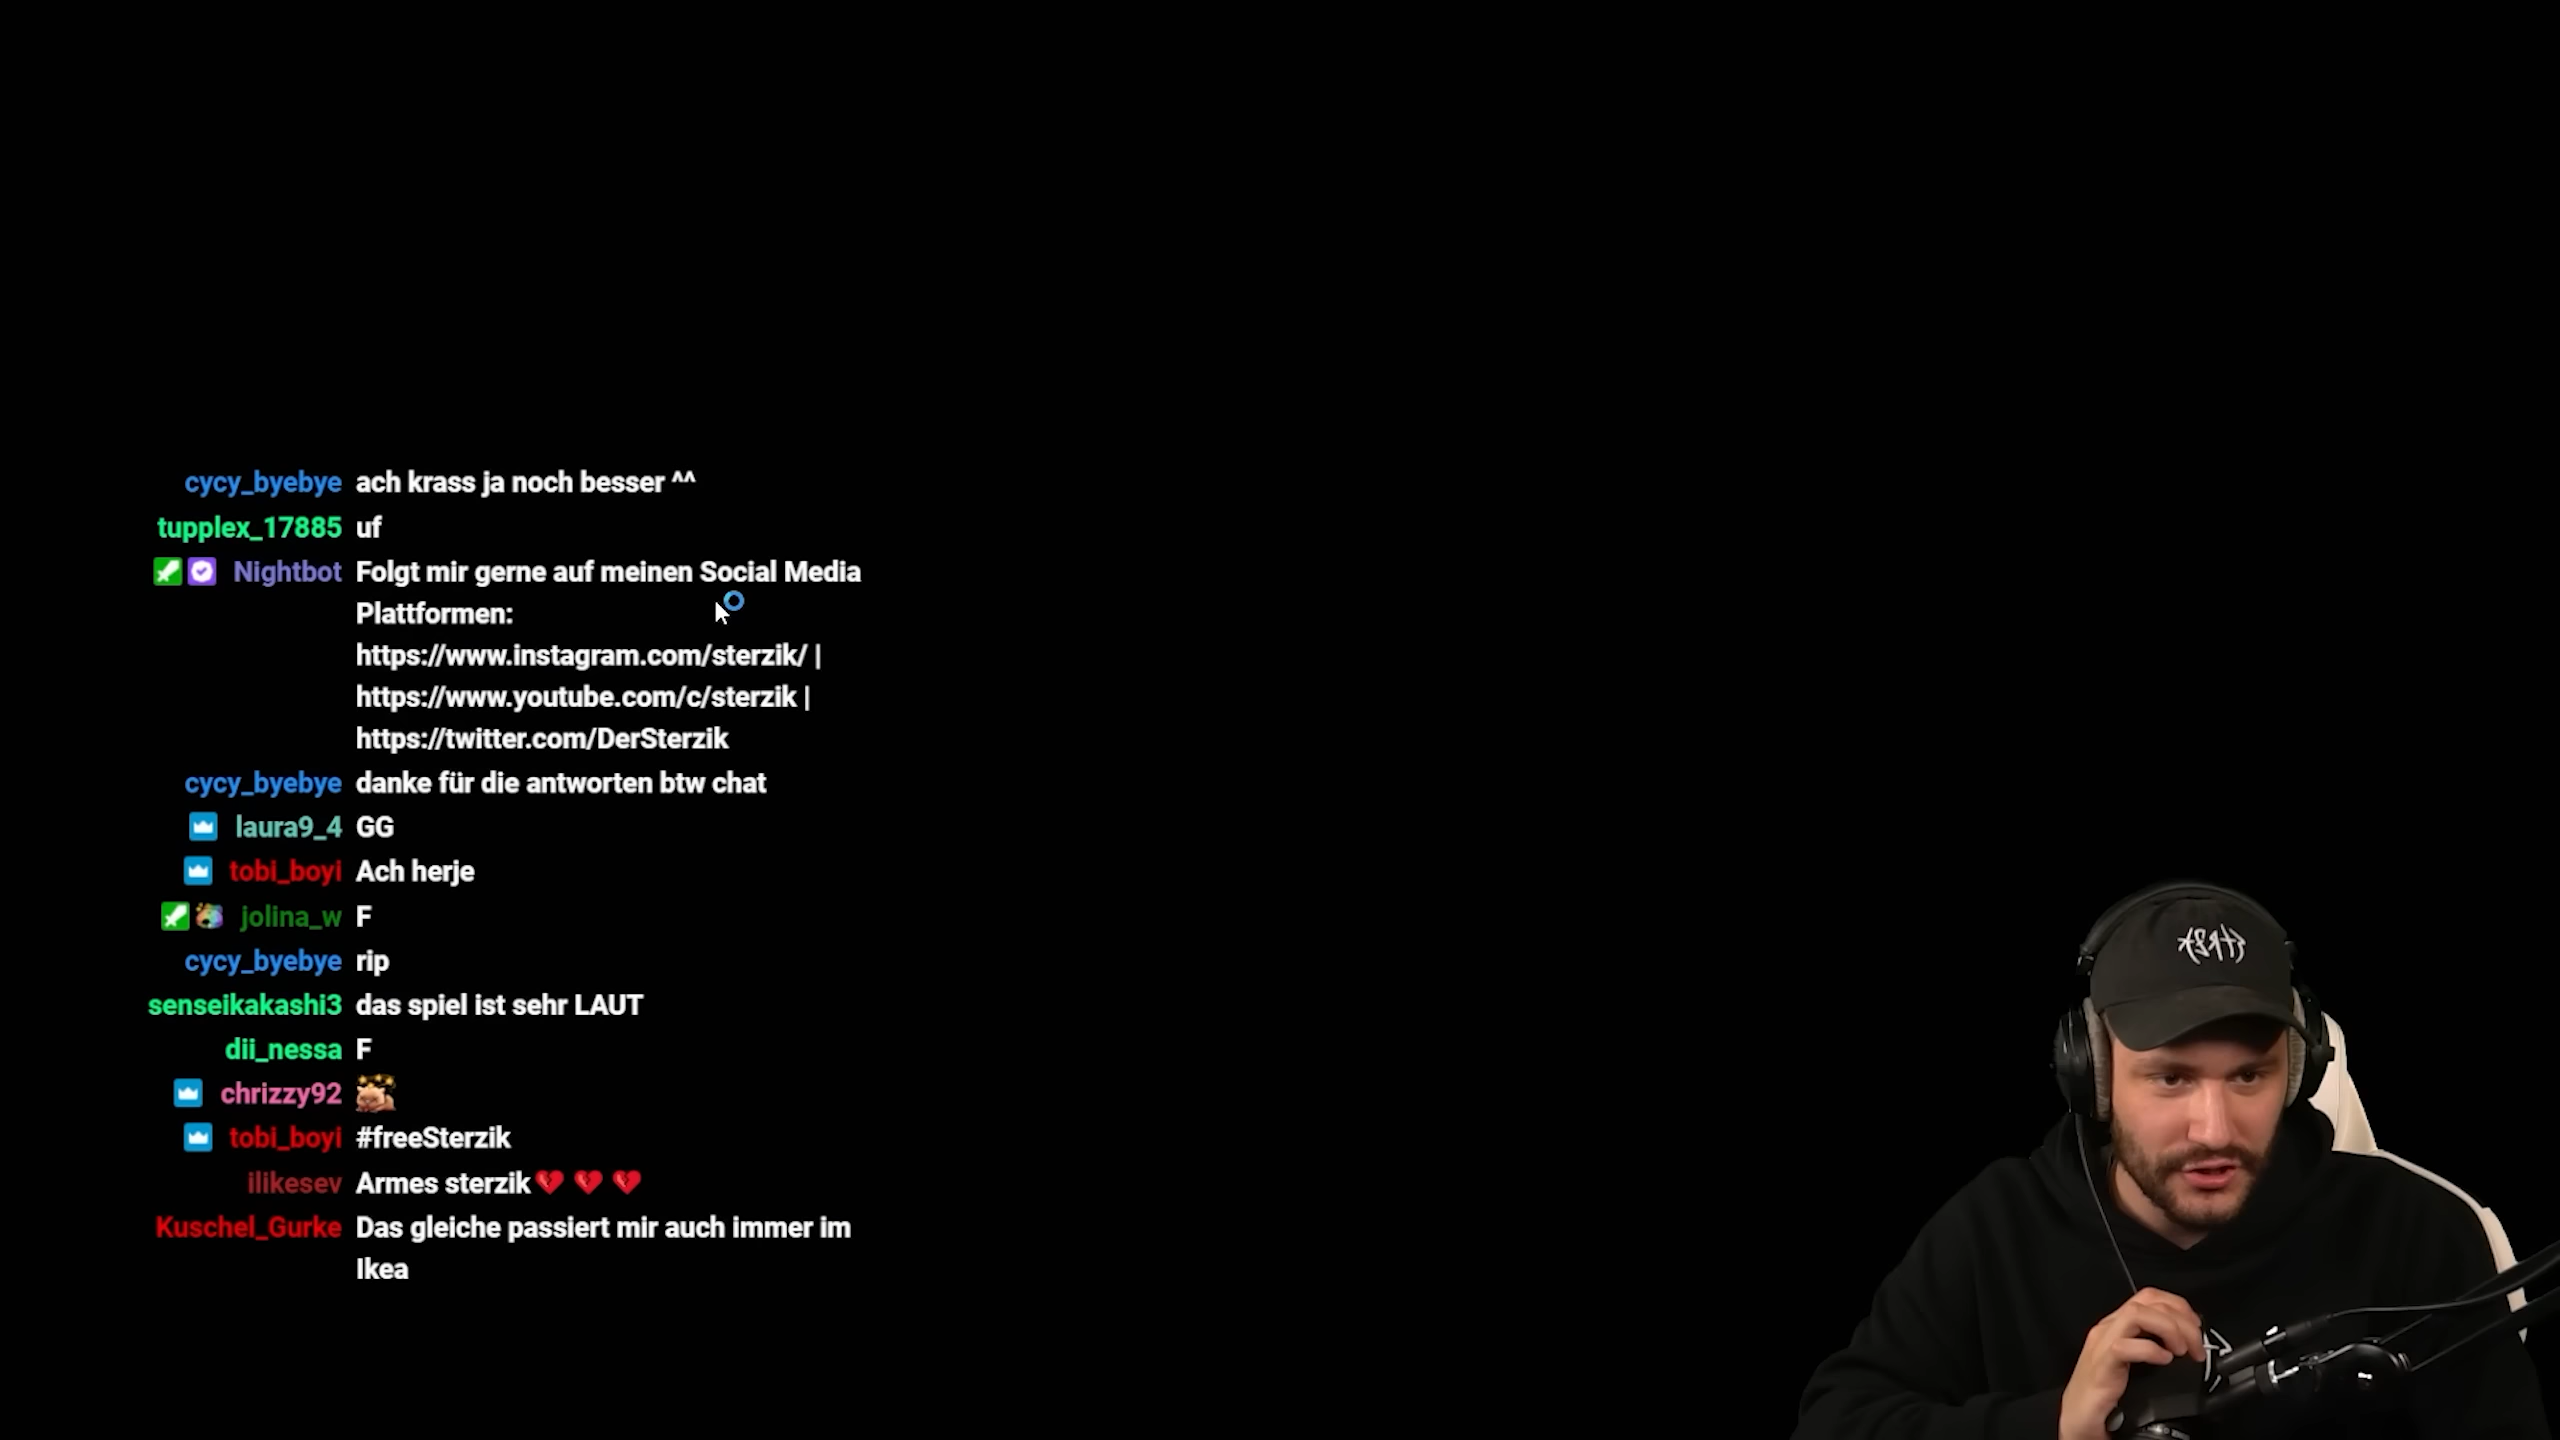 cycy_byebye ach krass ja noch besser ^^
tupplex_17885 uf
Nightbot Folgt mir gerne auf meinen Social Media
Plattformen:
https://www.instagram.com/sterzik/ |
https://www.youtube.com/c/sterzik |
https://twitter.com/DerSterzik
cycy_byebye danke für die antworten btw chat
laura9_4 GG
tobi_boyi Ach herje
jolina_w F
cycy_byebye rip
senseikakashi3 das spiel ist sehr LAUT
dii_nessa F
chrizzy92
tobi_boyi #freeSterzik
ilikesev Armes sterzik💔 💔 💔
Kuschel_Gurke Das gleiche passiert mir auch immer im
Ikea